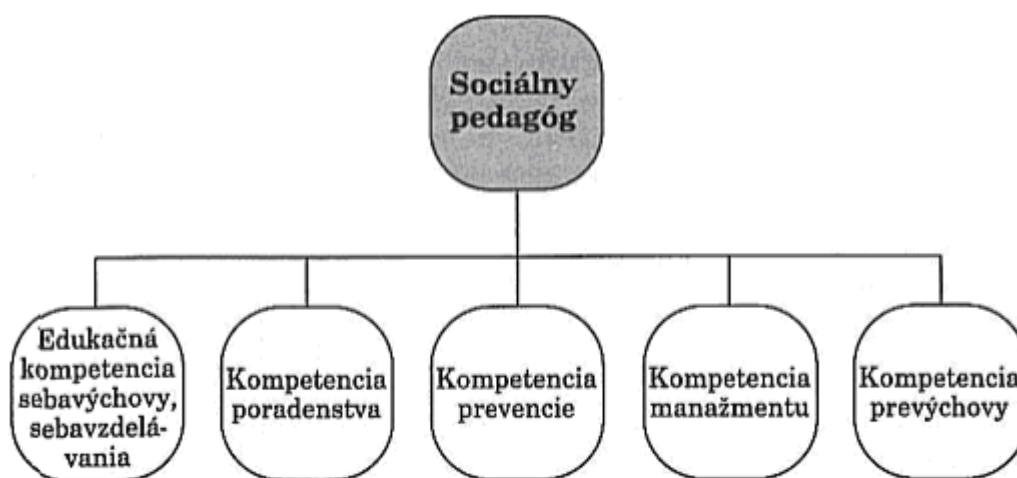 Sociálny
pedagóg
Edukačná
kompetencia
sebavýchovy,
sebavzdelá-
vania
Kompetencia
poradenstva
Kompetencia
prevencie
Kompetencia
manažmentu
Kompetencia
prevýchovy